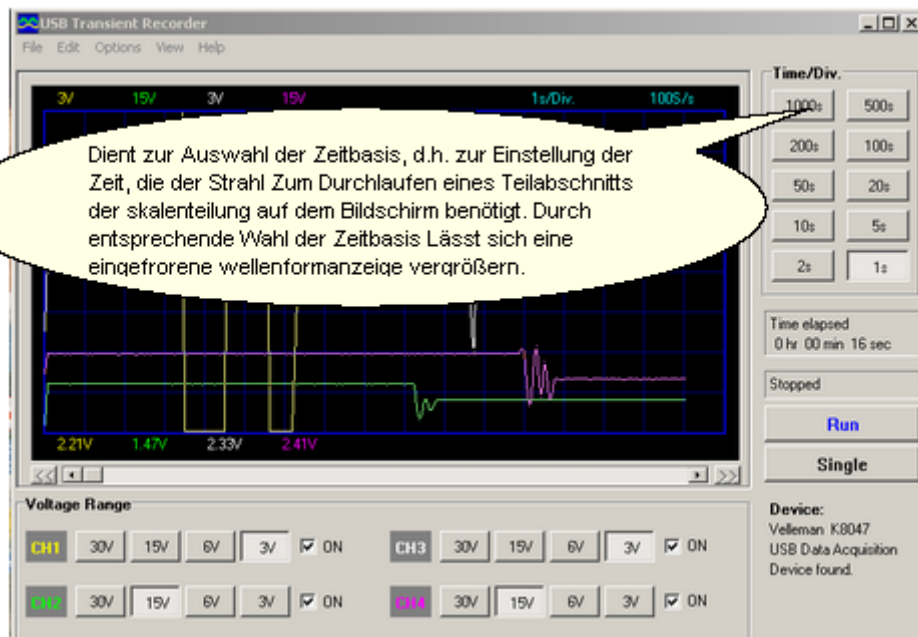 USB Transient Recorder
File Edit Options View Help
3V 15V 3V 15V 1s/Div. 100S/s
Dient zur Auswahl der Zeitbasis, d.h. zur Einstellung der
Zeit, die der Strahl Zum Durchlaufen eines Teilabschnitts
der skalenteilung auf dem Bildschirm benötigt. Durch
entsprechende Wahl der Zeitbasis Lässt sich eine
eingefrorene wellenformanzeige vergrößern.
2.21V 1.47V 2.33V 2.41V
<< >>
Time/Div.
1000s 500s
200s 100s
50s 20s
10s 5s
2s 1s
Time elapsed
0 hr 00 min 16 sec
Stopped
Run
Single
Voltage Range
CH1 30V 15V 6V 3V ON
CH3 30V 15V 6V 3V ON
CH2 30V 15V 6V 3V ON
CH4 30V 15V 6V 3V ON
Device:
Velleman K8047
USB Data Acquisition
Device found.